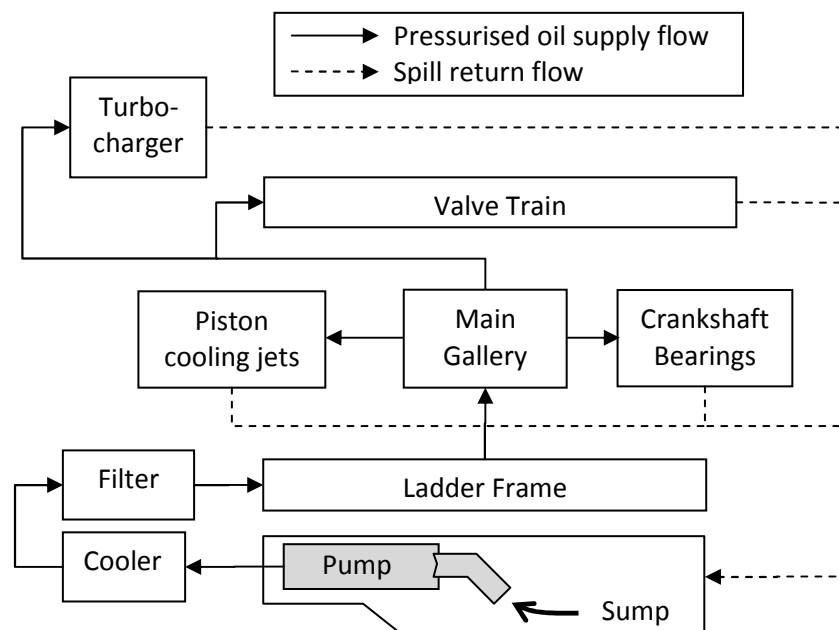 Pressurised oil supply flow
Spill return flow
Turbo-
charger
Valve Train
Piston
cooling jets
Main
Gallery
Crankshaft
Bearings
Filter
Ladder Frame
Cooler
Pump
Sump